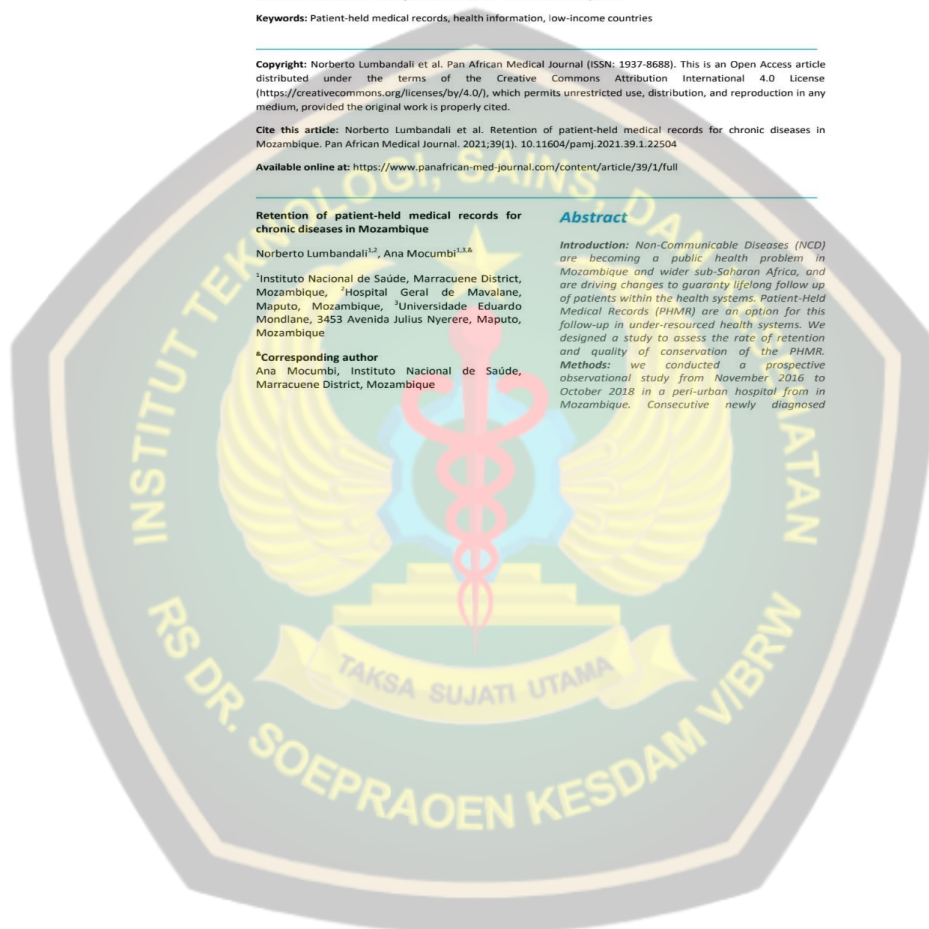 Keywords: Patient-held medical records, health information, low-income countries
Copyright: Norberto Lumbandali et al. Pan African Medical Journal (ISSN: 1937-8688). This is an Open Access article
distributed under the terms of the Creative Commons Attribution International 4.0 License
(https://creativecommons.org/licenses/by/4.0/), which permits unrestricted use, distribution, and reproduction in any
medium, provided the original work is properly cited.
Cite this article: Norberto Lumbandali et al. Retention of patient-held medical records for chronic diseases in
Mozambique. Pan African Medical Journal. 2021;39(1). 10.11604/pamj.2021.39.1.22504
Available online at: https://www.panafrican-med-journal.com/content/article/39/1/full
Retention of patient-held medical records for
chronic diseases in Mozambique
Norberto Lumbandali1,2, Ana Mocumbi1,3,&
1Instituto Nacional de Saúde, Marracuene District,
Mozambique, 2Hospital Geral de Mavalane,
Maputo, Mozambique, 3Universidade Eduardo
Mondlane, 3453 Avenida Julius Nyerere, Maputo,
Mozambique
&Corresponding author
Ana Mocumbi, Instituto Nacional de Saúde,
Marracuene District, Mozambique
Abstract
Introduction: Non-Communicable Diseases (NCD)
are becoming a public health problem in
Mozambique and wider sub-Saharan Africa, and
are driving changes to guaranty lifelong follow up
of patients within the health systems. Patient-Held
Medical Records (PHMR) are an option for this
follow-up in under-resourced health systems. We
designed a study to assess the rate of retention
and quality of conservation of the PHMR.
Methods: we conducted a prospective
observational study from November 2016 to
October 2018 in a peri-urban hospital from in
Mozambique. Consecutive newly diagnosed
INSTITUT TEKNOLOGI, SAINS, DAN KESEHATAN
TAKSA SUJATI UTAMA
RS DR. SOEPRAOEN KESDAM V/BRW